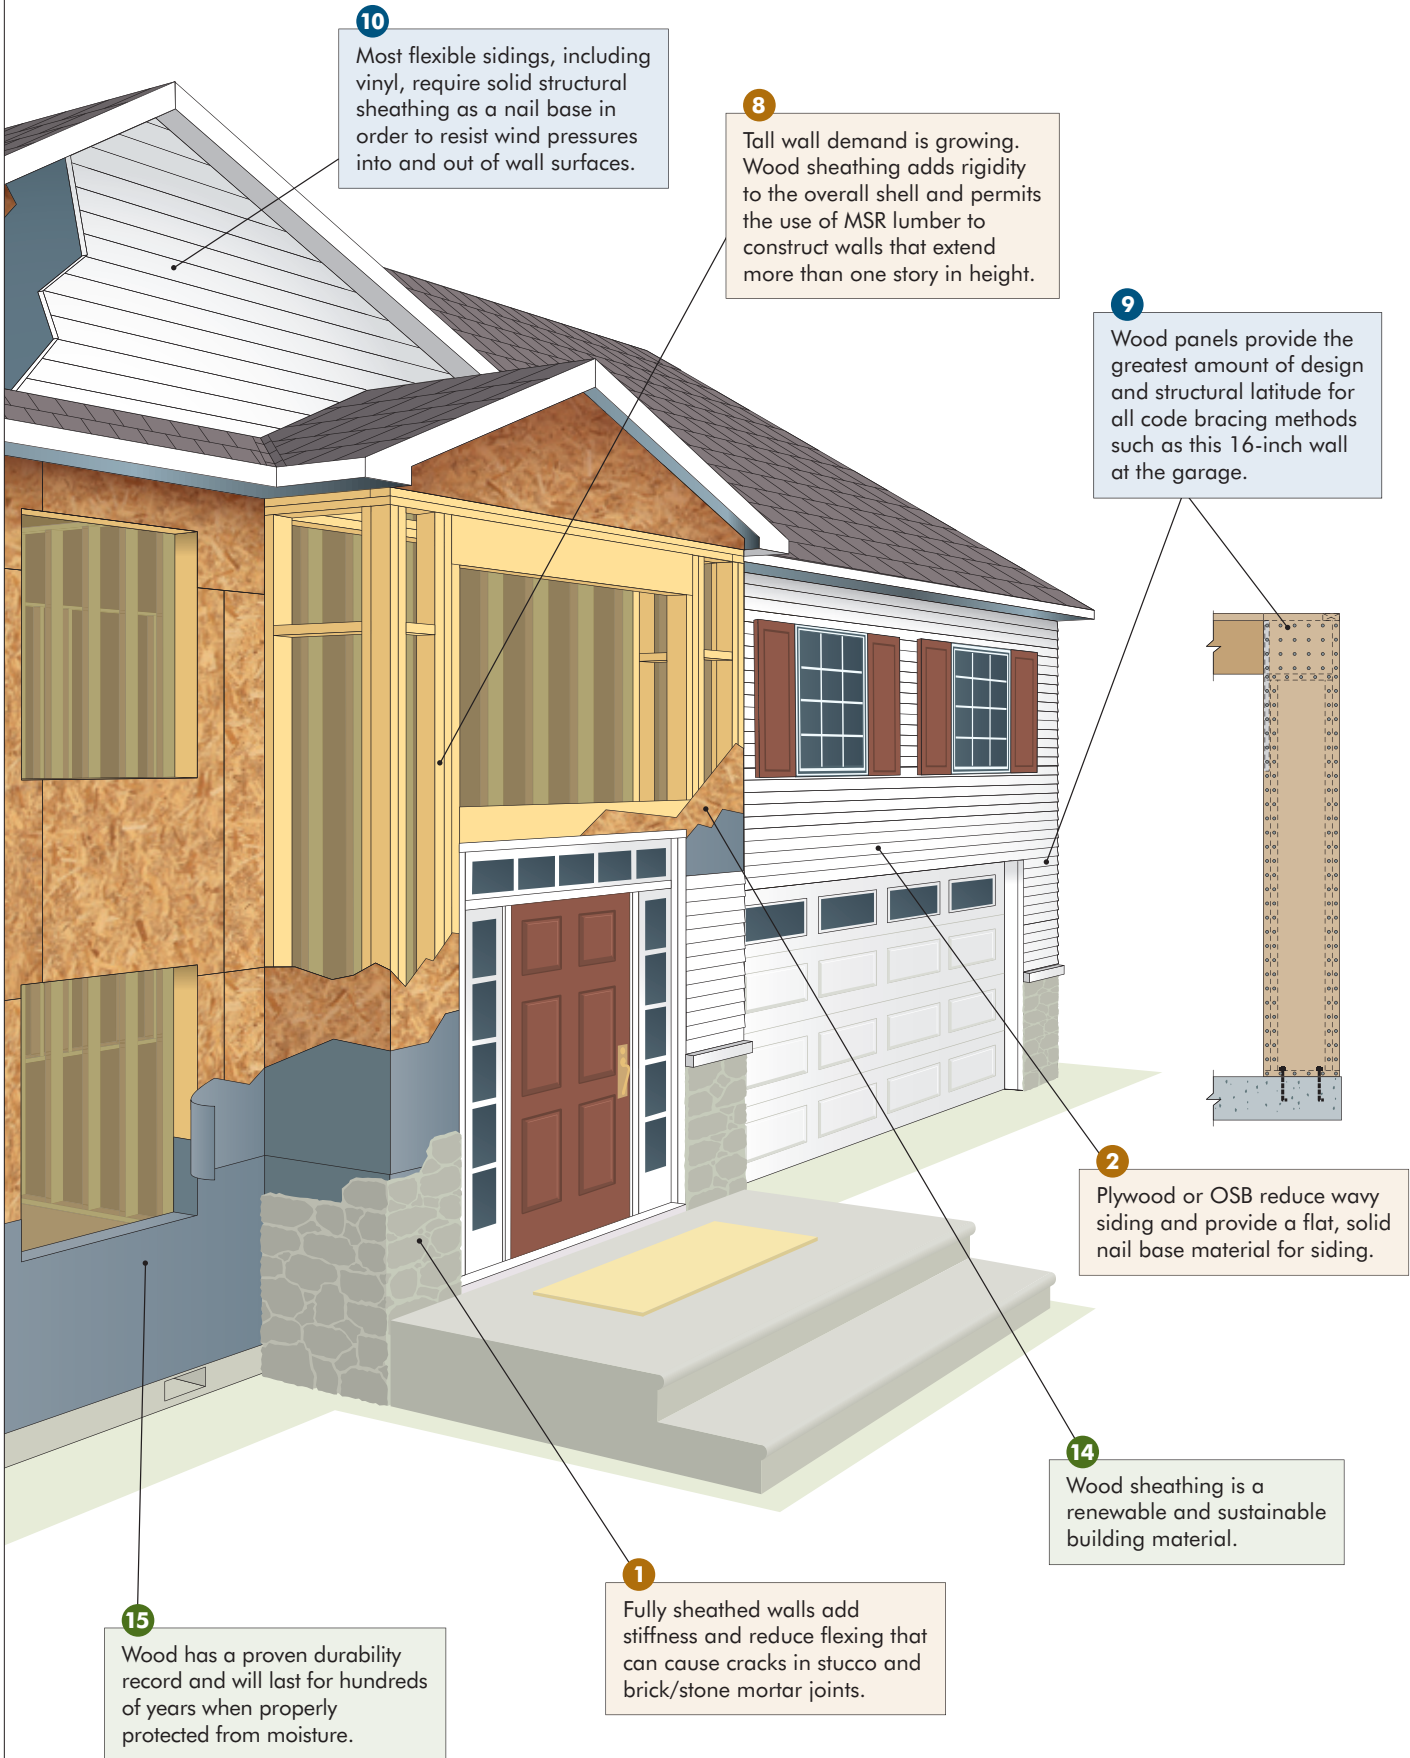 10
Most flexible sidings, including
vinyl, require solid structural
sheathing as a nail base in
order to resist wind pressures
into and out of wall surfaces.
8
Tall wall demand is growing.
Wood sheathing adds rigidity
to the overall shell and permits
the use of MSR lumber to
construct walls that extend
more than one story in height.
9
Wood panels provide the
greatest amount of design
and structural latitude for
all code bracing methods
such as this 16-inch wall
at the garage.
2
Plywood or OSB reduce wavy
siding and provide a flat, solid
nail base material for siding.
14
Wood sheathing is a
renewable and sustainable
building material.
1
Fully sheathed walls add
stiffness and reduce flexing that
can cause cracks in stucco and
brick/stone mortar joints.
15
Wood has a proven durability
record and will last for hundreds
of years when properly
protected from moisture.